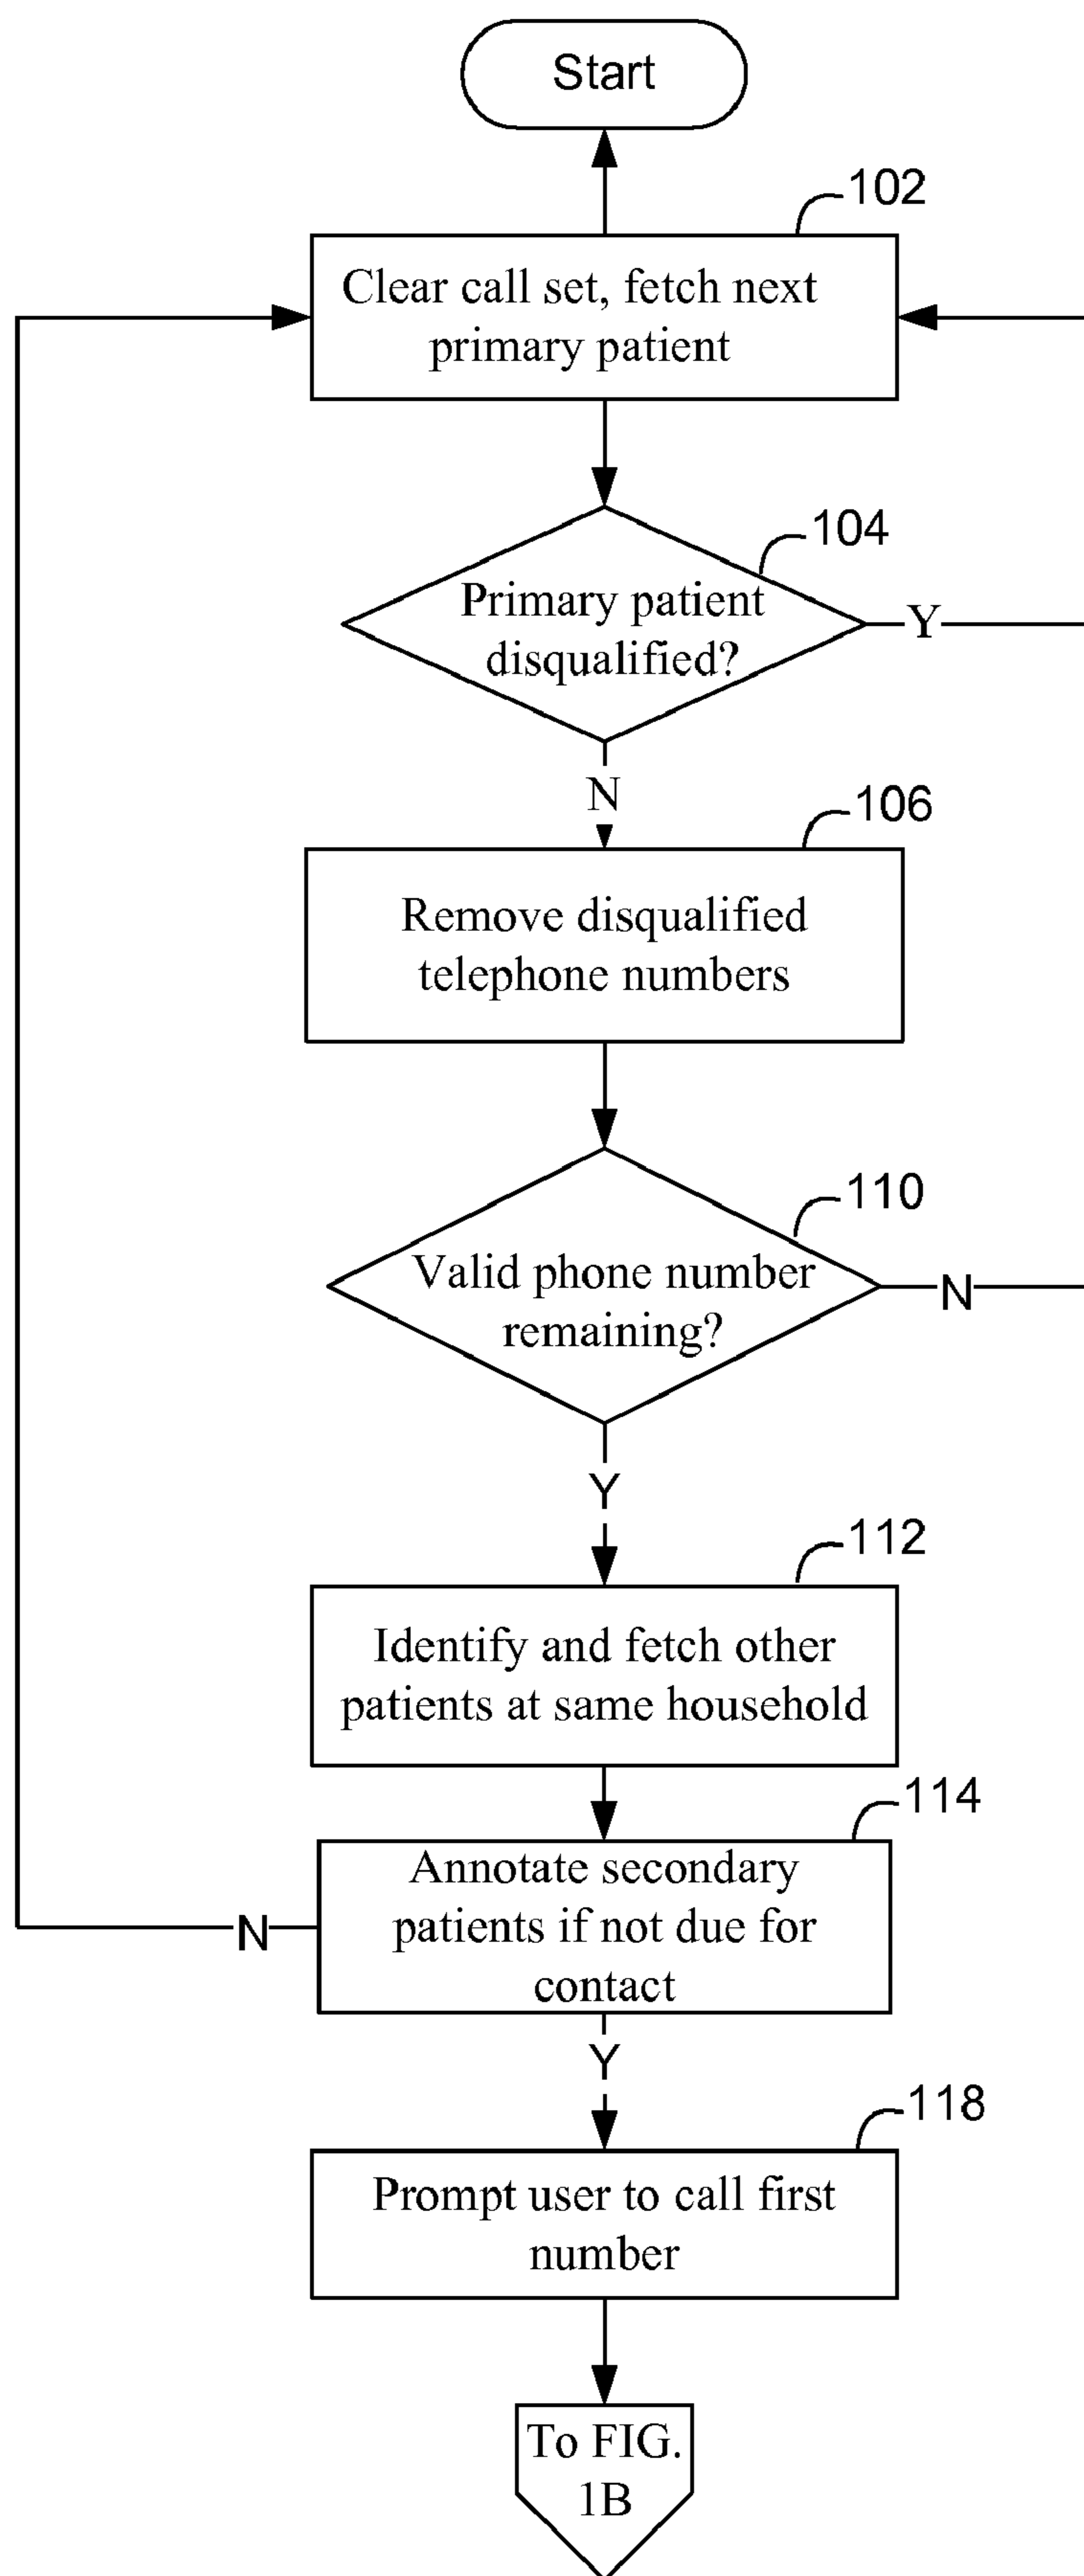 Start
102
Clear call set, fetch next
primary patient
104
Primary patient
disqualified?
Y
N
106
Remove disqualified
telephone numbers
110
Valid phone number
remaining?
N
Y
112
Identify and fetch other
patients at same household
114
Annotate secondary
patients if not due for
contact
N
Y
118
Prompt user to call first
number
To FIG.
1B